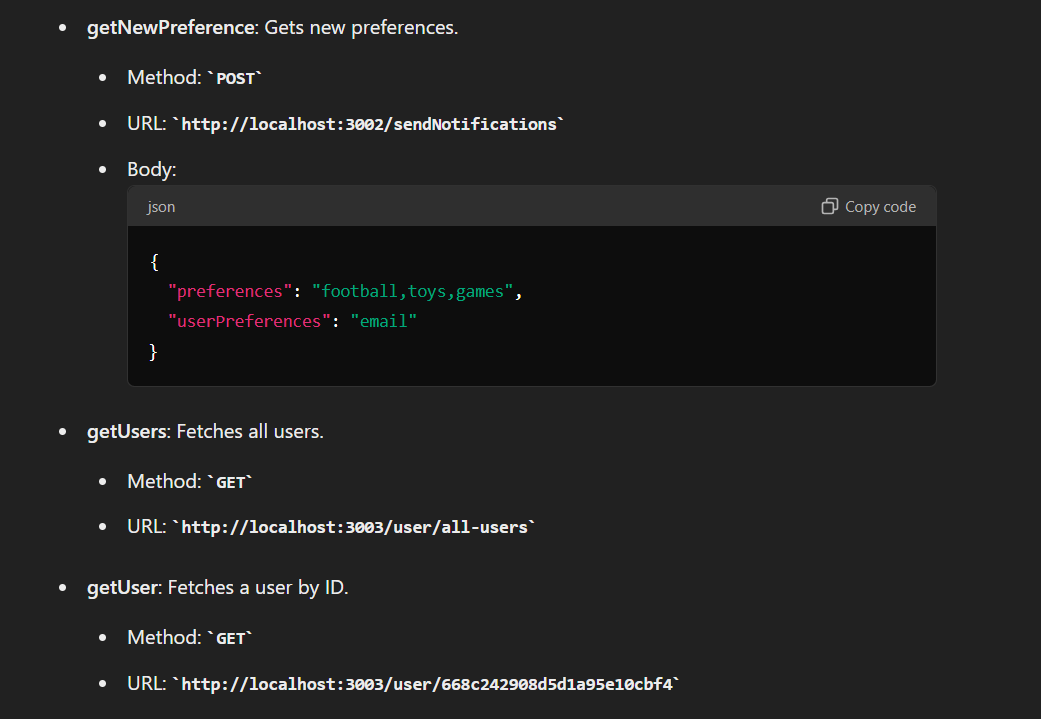 getNewPreference: Gets new preferences.
Method: `POST`
URL: `http://localhost:3002/sendNotifications`
Body:
json
Copy code
{
"preferences": "football,toys,games",
"userPreferences": "email"
}
getUsers: Fetches all users.
Method: `GET`
URL: `http://localhost:3003/user/all-users`
getUser: Fetches a user by ID.
Method: `GET`
URL: `http://localhost:3003/user/668c242908d5d1a95e10cbf4`